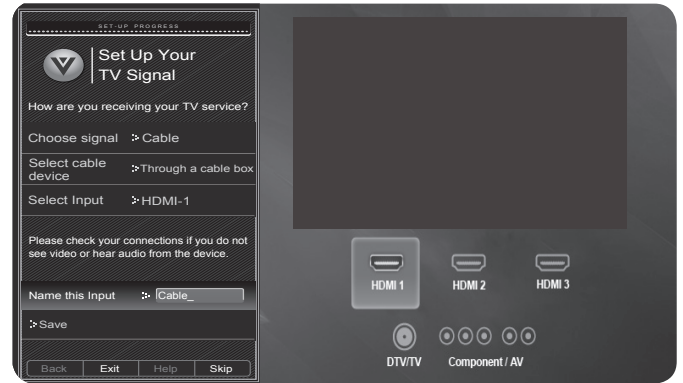 SET-UP PROGRESS
Set Up Your
TV Signal
How are you receiving your TV service?
Choose signal Cable
Select cable
device
Through a cable box
Select Input HDMI-1
Please check your connections if you do not
see video or hear audio from the device.
Name this Input Cable_
Save
Back Exit Help Skip
HDMI 1 HDMI 2 HDMI 3
DTV/TV Component / AV